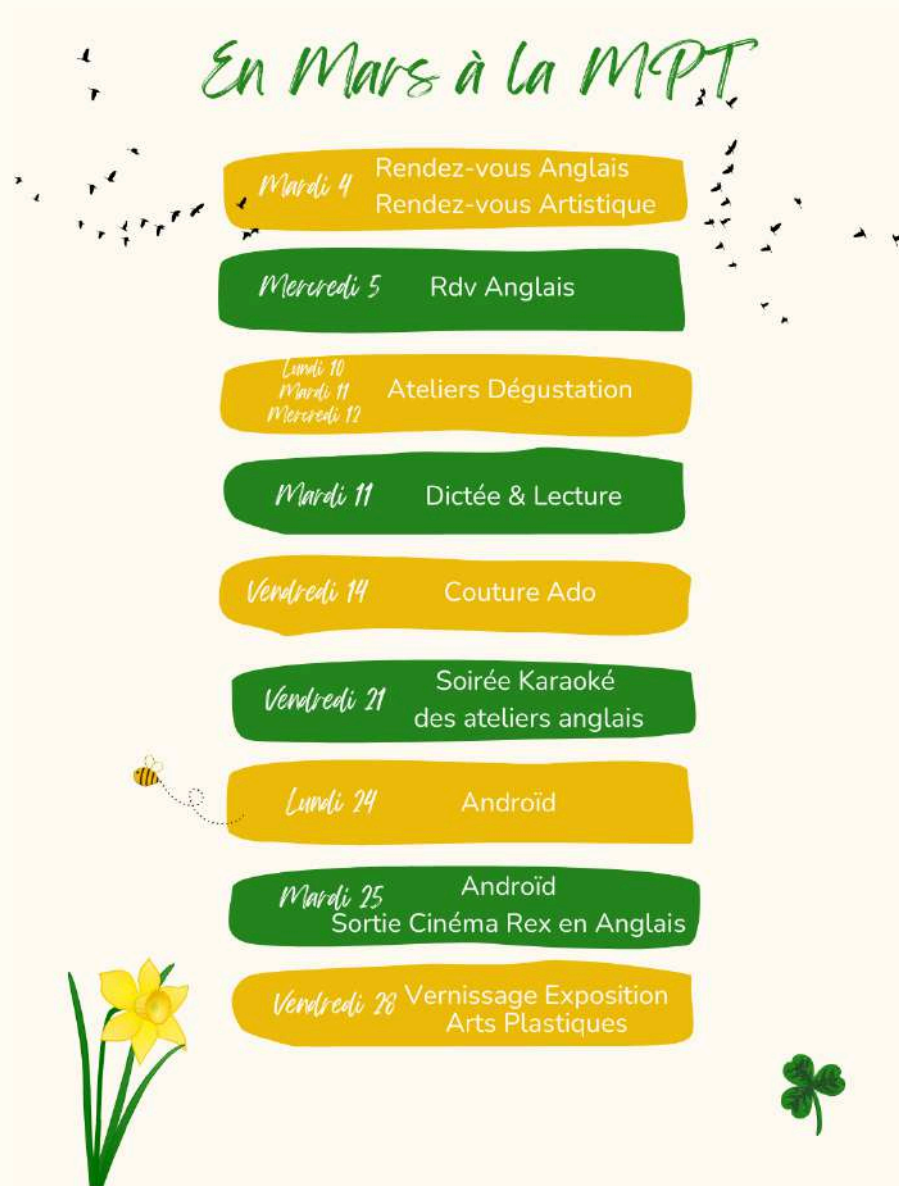 En Mars à la MPT
Mardi 4
Rendez-vous Anglais
Rendez-vous Artistique
Mercredi 5 Rdv Anglais
Lundi 10
Mardi 11
Mercredi 12
Ateliers Dégustation
Mardi 11 Dictée & Lecture
Vendredi 14 Couture Ado
Vendredi 21
Soirée Karaoké
des ateliers anglais
Lundi 24 Androïd
Mardi 25
Androïd
Sortie Cinéma Rex en Anglais
Vendredi 28
Vernissage Exposition
Arts Plastiques